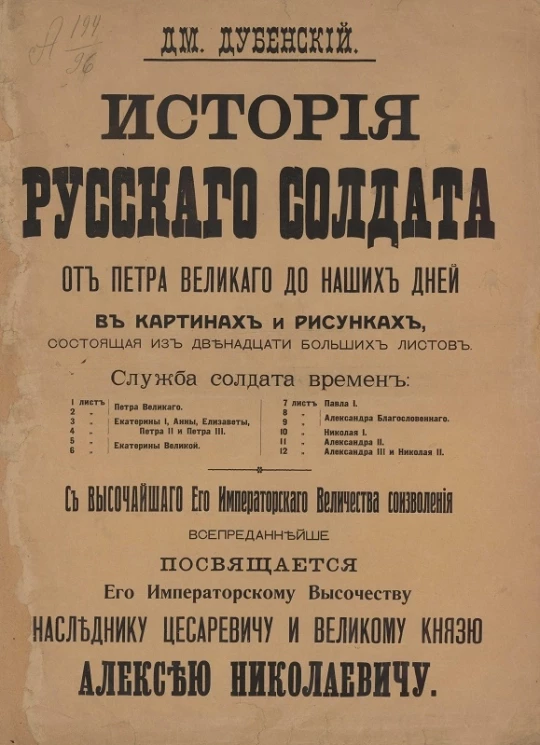 А 194
96
ДМ. ДУБЕНСКІЙ.
ИСТОРІЯ
РУССКАГО СОЛДАТА
ОТЪ ПЕТРА ВЕЛИКАГО ДО НАШИХЪ ДНЕЙ
ВЪ КАРТИНАХЪ и РИСУНКАХЪ,
СОСТОЯЩАЯ ИЗЪ ДВѢНАДЦАТИ БОЛЬШИХЪ ЛИСТОВЪ.
Служба солдата временъ:
1 листъ
2 „
Петра Великаго.
3 „
4 „
Екатерины I, Анны, Елизаветы,
Петра II и Петра III.
5 „
6 „
Екатерины Великой.
7 листъ Павла I.
8 „
9 „
Александра Благословеннаго.
10 „ Николая I.
11 „ Александра II.
12 „ Александра III и Николая II.
Съ ВЫСОЧАЙШАГО Его Императорскаго Величества соизволенія
ВСЕПРЕДАННѢЙШЕ
ПОСВЯЩАЕТСЯ
Его Императорскому Высочеству
НАСЛѢДНИКУ ЦЕСАРЕВИЧУ И ВЕЛИКОМУ КНЯЗЮ
АЛЕКСѢЮ НИКОЛАЕВИЧУ.